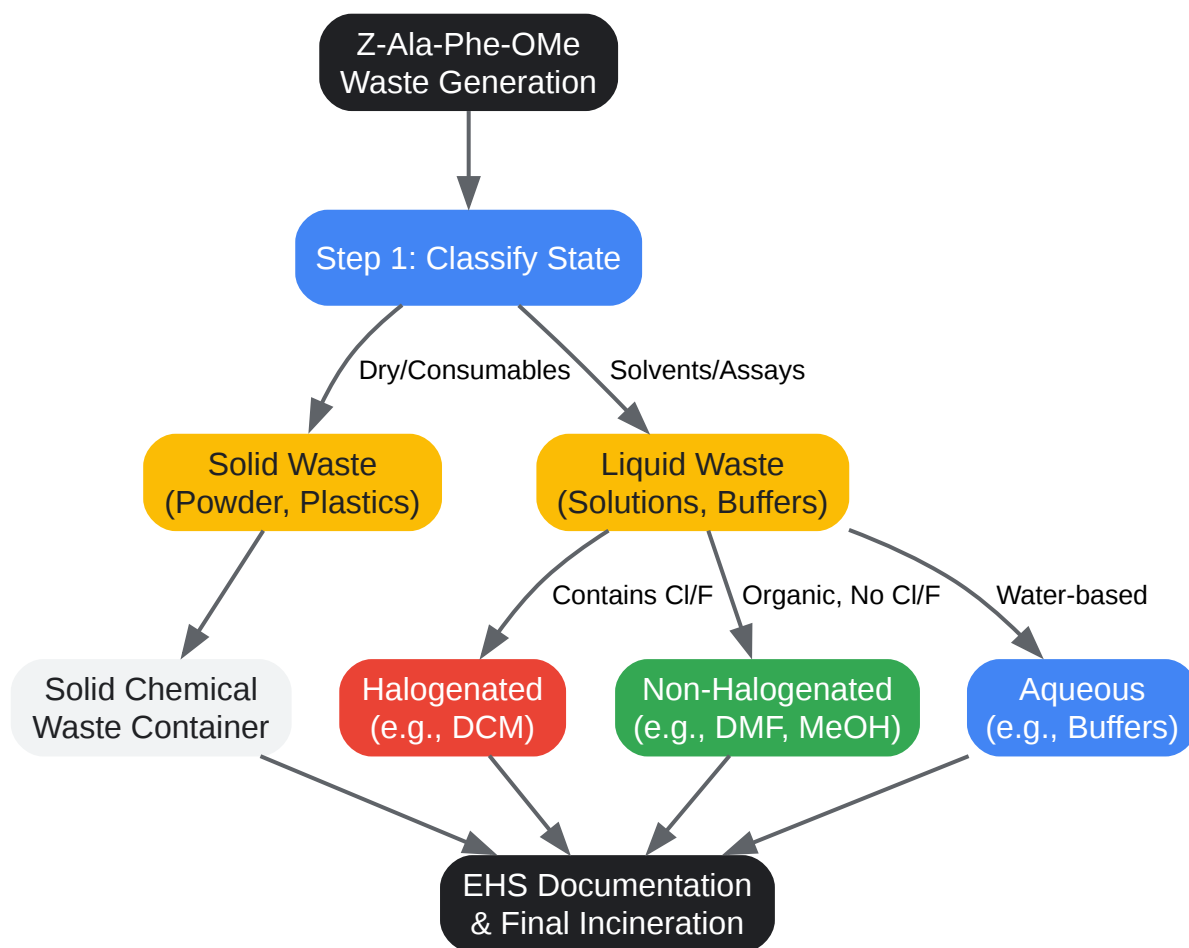 Z-Ala-Phe-OMe
Waste Generation
Step 1: Classify State
Dry/Consumables
Solvents/Assays
Solid Waste
(Powder, Plastics)
Liquid Waste
(Solutions, Buffers)
Contains Cl/F
Organic, No Cl/F
Water-based
Solid Chemical
Waste Container
Halogenated
(e.g., DCM)
Non-Halogenated
(e.g., DMF, MeOH)
Aqueous
(e.g., Buffers)
EHS Documentation
& Final Incineration